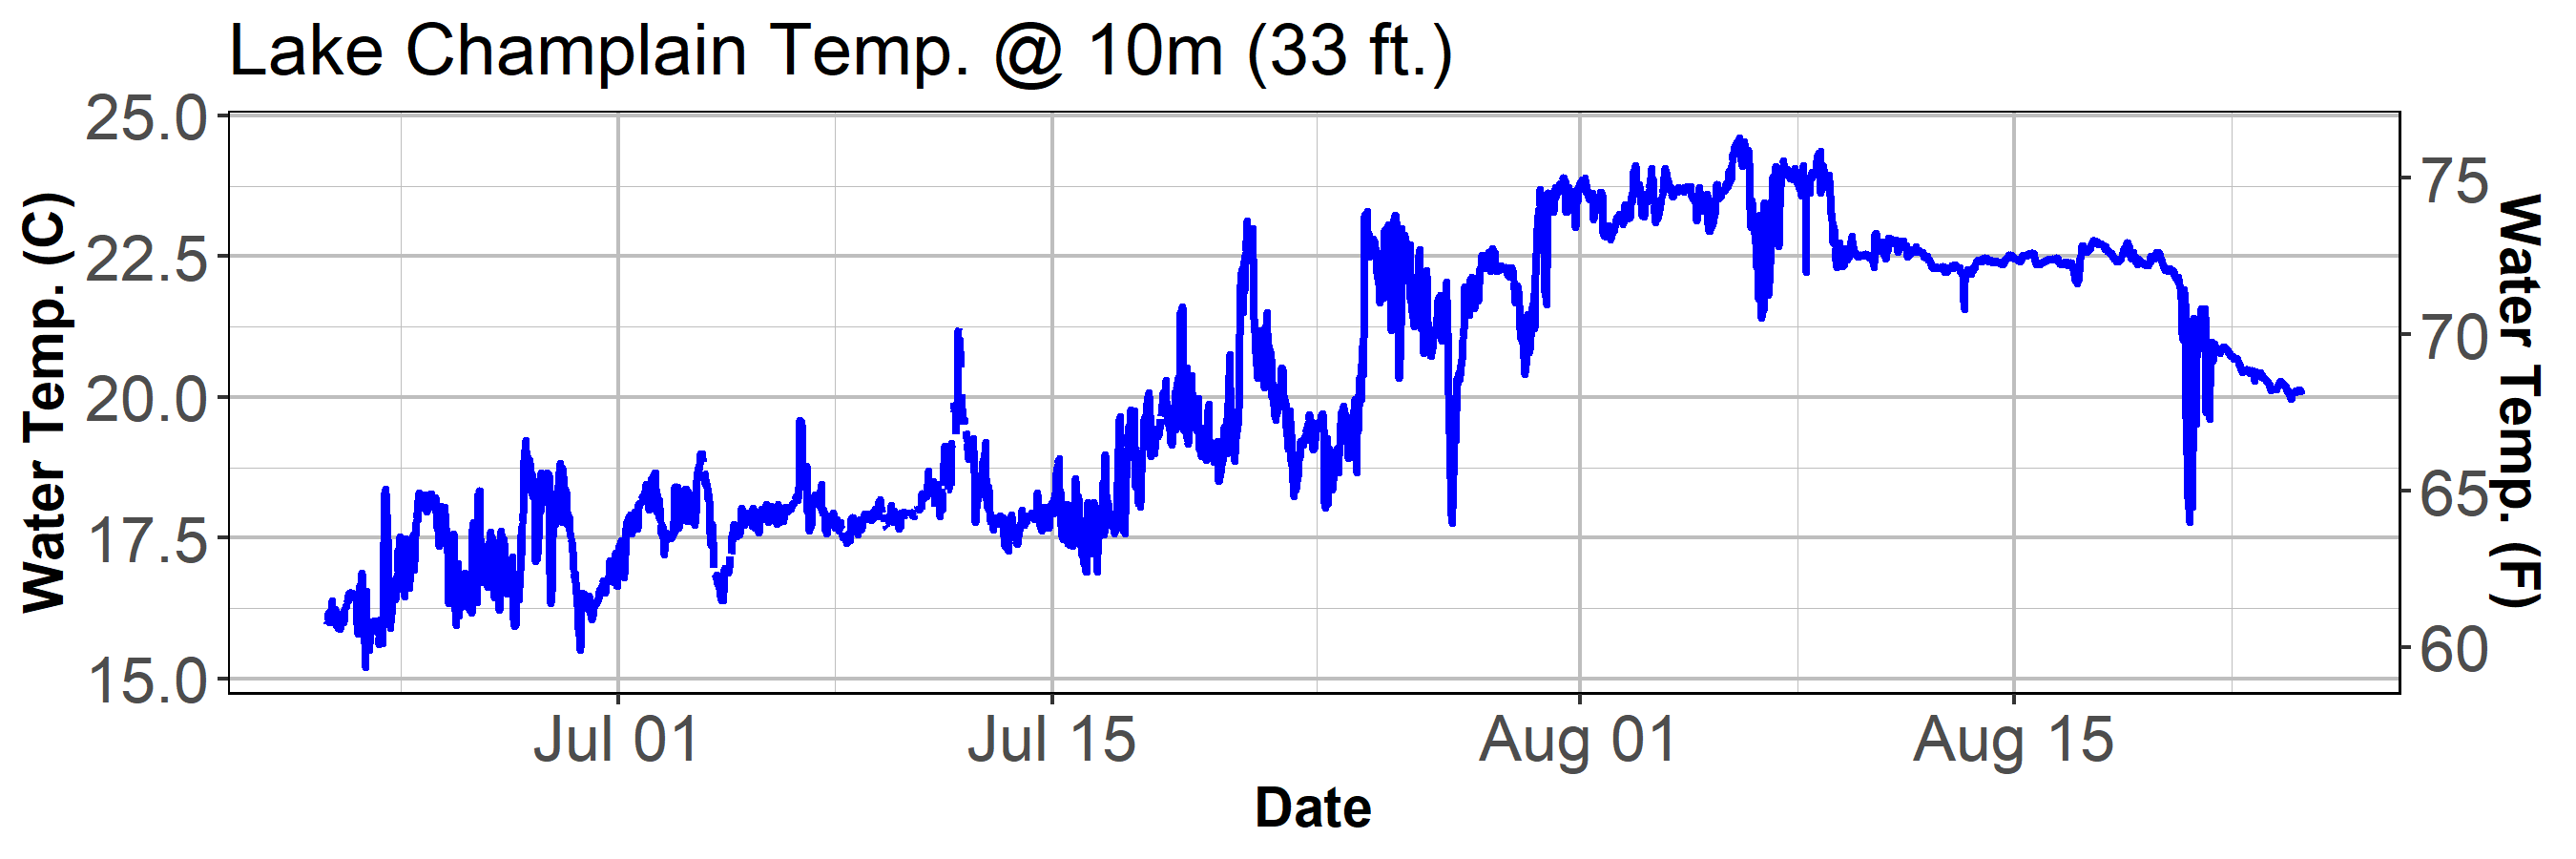 Lake Champlain Temp. @ 10m (33 ft.)
Water Temp. (C)
25.0
22.5
20.0
17.5
15.0
75
70
65
60
Water Temp. (F)
Jul 01
Jul 15
Aug 01
Aug 15
Date